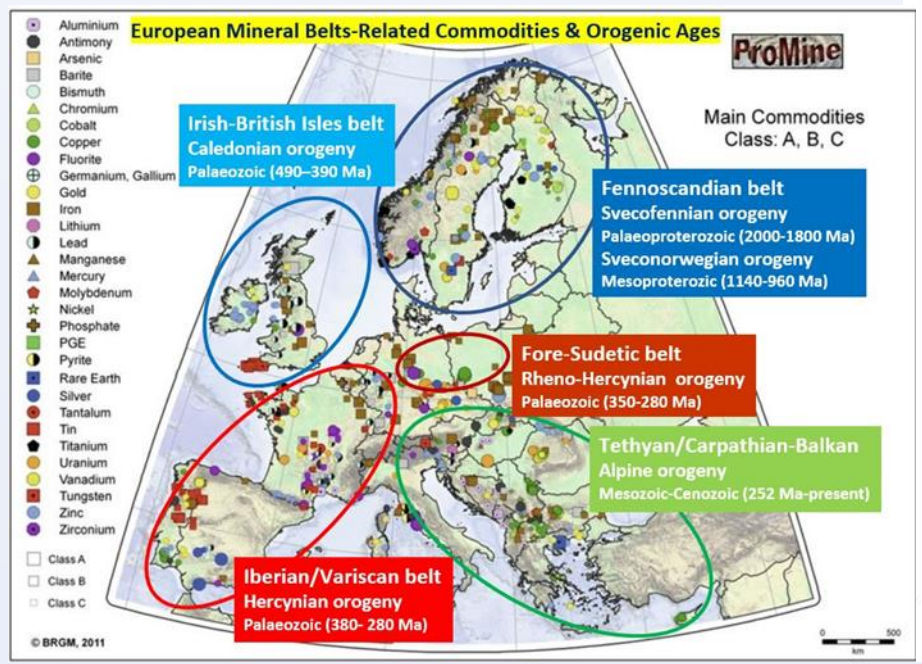 European Mineral Belts-Related Commodities & Orogenic Ages
Aluminium
Antimony
Arsenic
Barite
Bismuth
Chromium
Cobalt
Copper
Fluorite
Germanium, Gallium
Gold
Iron
Lithium
Lead
Manganese
Mercury
Molybdenum
Nickel
Phosphate
PGE
Pyrite
Rare Earth
Silver
Tantalum
Tin
Titanium
Uranium
Vanadium
Tungsten
Zinc
Zirconium
Class A
Class B
Class C
© BRGM, 2011
ProMine
Main Commodities
Class: A, B, C
Irish-British Isles belt
Caledonian orogeny
Palaeozoic (490–390 Ma)
Fennoscandian belt
Svecofennian orogeny
Palaeoproterozoic (2000-1800 Ma)
Sveconorwegian orogeny
Mesoproterozic (1140-960 Ma)
Fore-Sudetic belt
Rheno-Hercynian orogeny
Palaeozoic (350-280 Ma)
Tethyan/Carpathian-Balkan
Alpine orogeny
Mesozoic-Cenozoic (252 Ma-present)
Iberian/Variscan belt
Hercynian orogeny
Palaeozoic (380- 280 Ma)
0 500
km